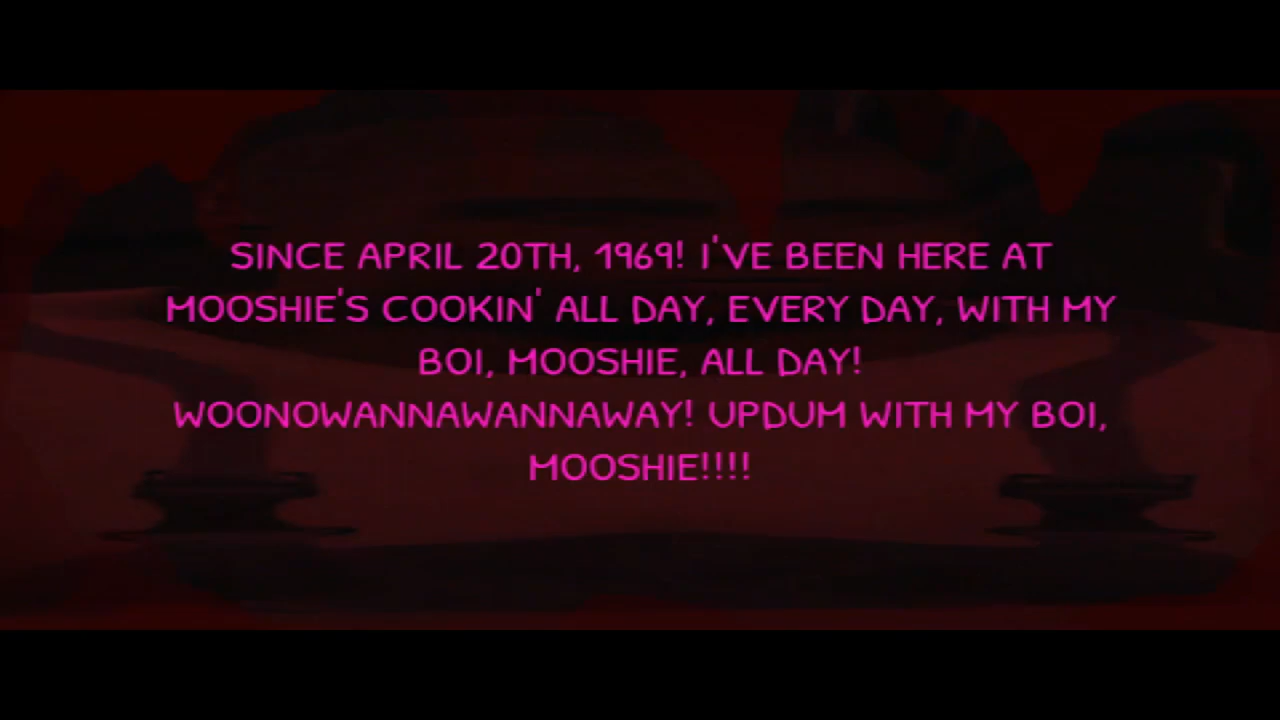 SINCE APRIL 20TH, 1969! I'VE BEEN HERE AT
MOOSHIE'S COOKIN' ALL DAY, EVERY DAY, WITH MY
BOI, MOOSHIE, ALL DAY!
WOONOWANNAWANNAWAY! UPDUM WITH MY BOI,
MOOSHIE!!!!